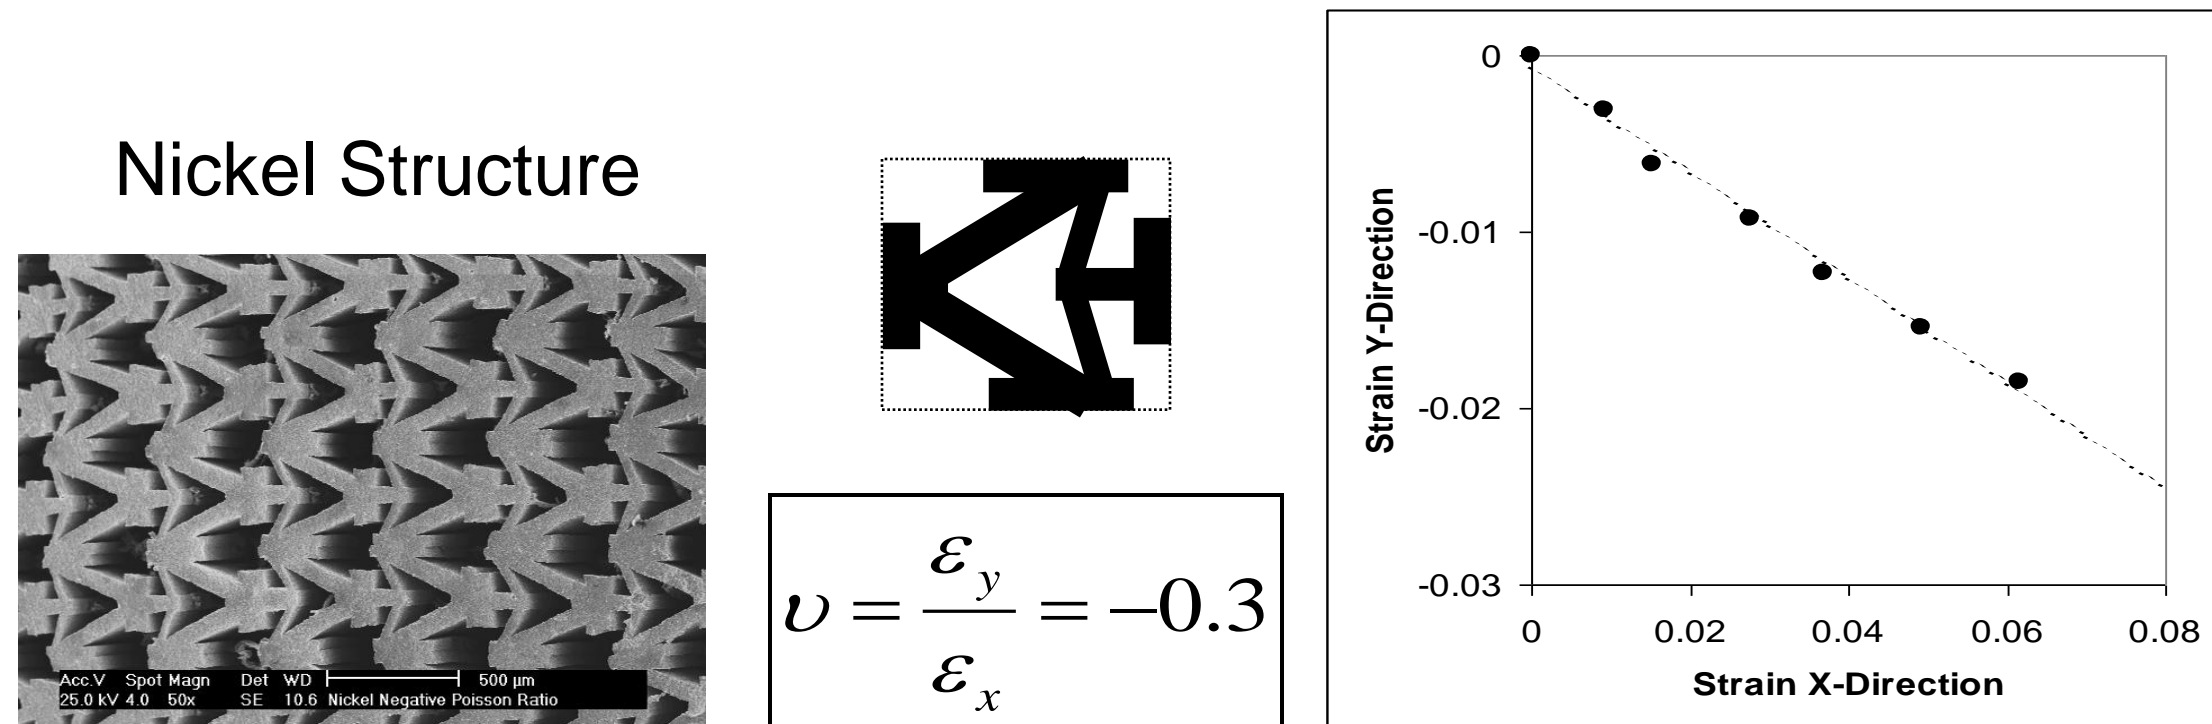 Nickel Structure
Acc.V Spot Magn Det WD 500 µm
25.0 kV 4.0 50x SE 10.6 Nickel Negative Poisson Ratio
υ = ε_y / ε_x = −0.3
0
-0.01
-0.02
-0.03
Strain Y-Direction
0 0.02 0.04 0.06 0.08
Strain X-Direction